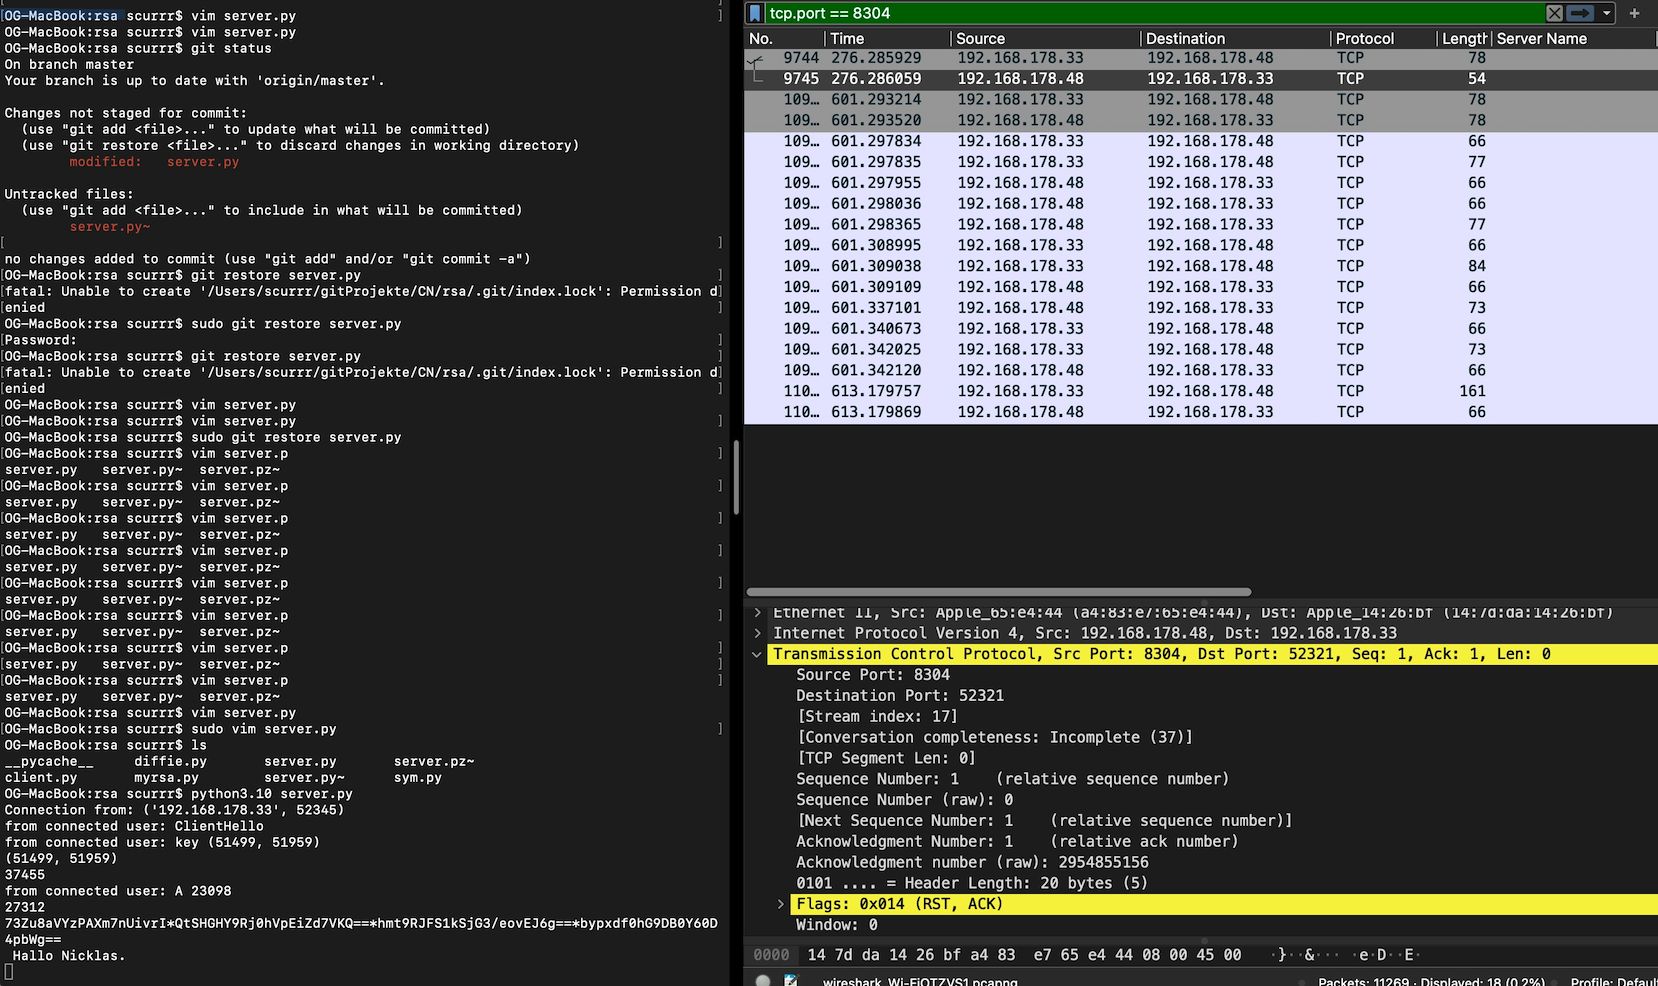 OG-MacBook:rsa scurrr$ vim server.py
OG-MacBook:rsa scurrr$ vim server.py
OG-MacBook:rsa scurrr$ git status
On branch master
Your branch is up to date with 'origin/master'.
Changes not staged for commit:
(use "git add <file>..." to update what will be committed)
(use "git restore <file>..." to discard changes in working directory)
modified:   server.py
Untracked files:
(use "git add <file>..." to include in what will be committed)
server.py~
[ ]
no changes added to commit (use "git add" and/or "git commit -a")
[OG-MacBook:rsa scurrr$ git restore server.py ]
[fatal: Unable to create '/Users/scurrr/gitProjekte/CN/rsa/.git/index.lock': Permission d]
[enied ]
OG-MacBook:rsa scurrr$ sudo git restore server.py
[Password: ]
[OG-MacBook:rsa scurrr$ git restore server.py ]
[fatal: Unable to create '/Users/scurrr/gitProjekte/CN/rsa/.git/index.lock': Permission d]
[enied ]
OG-MacBook:rsa scurrr$ vim server.py
OG-MacBook:rsa scurrr$ vim server.py
OG-MacBook:rsa scurrr$ sudo git restore server.py
[OG-MacBook:rsa scurrr$ vim server.p ]
server.py   server.py~  server.pz~
[OG-MacBook:rsa scurrr$ vim server.p ]
server.py   server.py~  server.pz~
[OG-MacBook:rsa scurrr$ vim server.p ]
server.py   server.py~  server.pz~
[OG-MacBook:rsa scurrr$ vim server.p ]
server.py   server.py~  server.pz~
[OG-MacBook:rsa scurrr$ vim server.p ]
server.py   server.py~  server.pz~
[OG-MacBook:rsa scurrr$ vim server.p ]
server.py   server.py~  server.pz~
[OG-MacBook:rsa scurrr$ vim server.p ]
[server.py   server.py~  server.pz~ ]
[OG-MacBook:rsa scurrr$ vim server.p ]
server.py   server.py~  server.pz~
OG-MacBook:rsa scurrr$ vim server.py
[OG-MacBook:rsa scurrr$ sudo vim server.py ]
OG-MacBook:rsa scurrr$ ls
__pycache__     diffie.py       server.py       server.pz~
client.py       myrsa.py        server.py~      sym.py
OG-MacBook:rsa scurrr$ python3.10 server.py
Connection from: ('192.168.178.33', 52345)
from connected user: ClientHello
from connected user: key (51499, 51959)
(51499, 51959)
37455
from connected user: A 23098
27312
73Zu8aVYzPAXm7nUivrI*QtSHGHY9Rj0hVpEiZd7VKQ==*hmt9RJFS1kSjG3/eovEJ6g==*bypxdf0hG9DB0Y60D
4pbWg==
Hallo Nicklas.
tcp.port == 8304
No. Time Source Destination Protocol Length Server Name
9744 276.285929 192.168.178.33 192.168.178.48 TCP 78
9745 276.286059 192.168.178.48 192.168.178.33 TCP 54
109… 601.293214 192.168.178.33 192.168.178.48 TCP 78
109… 601.293520 192.168.178.48 192.168.178.33 TCP 78
109… 601.297834 192.168.178.33 192.168.178.48 TCP 66
109… 601.297835 192.168.178.33 192.168.178.48 TCP 77
109… 601.297955 192.168.178.48 192.168.178.33 TCP 66
109… 601.298036 192.168.178.48 192.168.178.33 TCP 66
109… 601.298365 192.168.178.48 192.168.178.33 TCP 77
109… 601.308995 192.168.178.33 192.168.178.48 TCP 66
109… 601.309038 192.168.178.33 192.168.178.48 TCP 84
109… 601.309109 192.168.178.48 192.168.178.33 TCP 66
109… 601.337101 192.168.178.48 192.168.178.33 TCP 73
109… 601.340673 192.168.178.33 192.168.178.48 TCP 66
109… 601.342025 192.168.178.33 192.168.178.48 TCP 73
109… 601.342120 192.168.178.48 192.168.178.33 TCP 66
110… 613.179757 192.168.178.33 192.168.178.48 TCP 161
110… 613.179869 192.168.178.48 192.168.178.33 TCP 66
Ethernet II, Src: Apple_65:e4:44 (a4:83:e7:65:e4:44), Dst: Apple_14:26:bf (14:7d:da:14:26:bf)
Internet Protocol Version 4, Src: 192.168.178.48, Dst: 192.168.178.33
Transmission Control Protocol, Src Port: 8304, Dst Port: 52321, Seq: 1, Ack: 1, Len: 0
Source Port: 8304
Destination Port: 52321
[Stream index: 17]
[Conversation completeness: Incomplete (37)]
[TCP Segment Len: 0]
Sequence Number: 1    (relative sequence number)
Sequence Number (raw): 0
[Next Sequence Number: 1    (relative sequence number)]
Acknowledgment Number: 1    (relative ack number)
Acknowledgment number (raw): 2954855156
0101 .... = Header Length: 20 bytes (5)
Flags: 0x014 (RST, ACK)
Window: 0
0000 14 7d da 14 26 bf a4 83 e7 65 e4 44 08 00 45 00 ·}··&··· ·e·D··E·
wireshark_Wi-FiOTZVS1.pcapng Packets: 11269 · Displayed: 18 (0.2%) Profile: Defaul